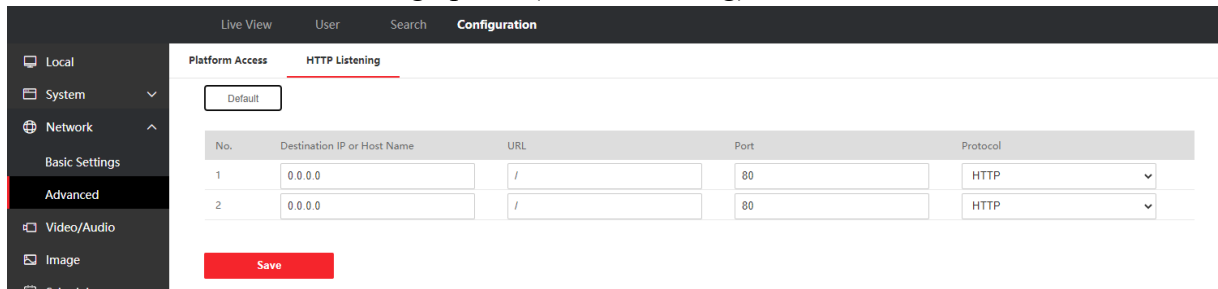 Live View User Search Configuration
Local
Platform Access HTTP Listening
System
Default
Network
No. Destination IP or Host Name URL Port Protocol
Basic Settings
1 0.0.0.0 / 80 HTTP
Advanced
2 0.0.0.0 / 80 HTTP
Video/Audio
Image
Save